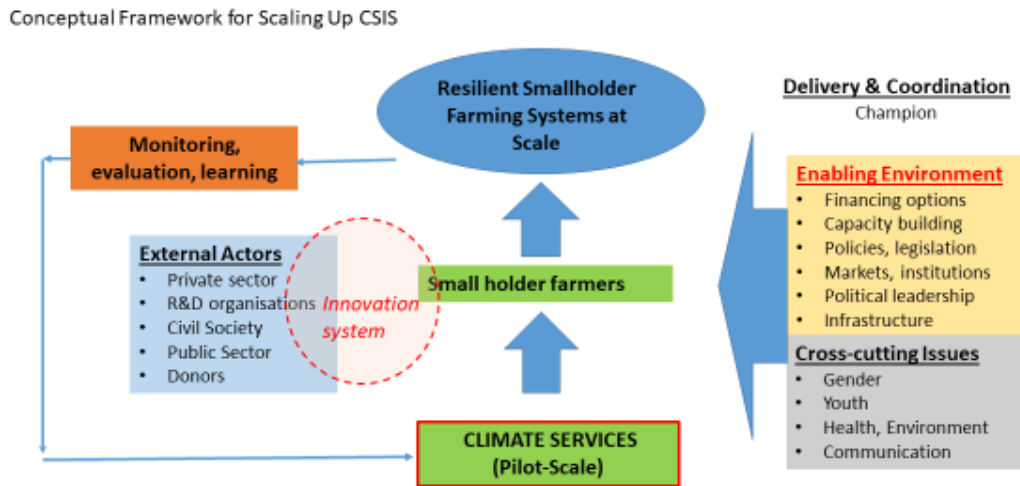 Conceptual Framework for Scaling Up CSIS
Resilient Smallholder
Farming Systems at
Scale
Monitoring,
evaluation, learning
External Actors
• Private sector
• R&D organisations
• Civil Society
• Public Sector
• Donors
Innovation
system
Small holder farmers
CLIMATE SERVICES
(Pilot-Scale)
Delivery & Coordination
Champion
Enabling Environment
• Financing options
• Capacity building
• Policies, legislation
• Markets, institutions
• Political leadership
• Infrastructure
Cross-cutting Issues
• Gender
• Youth
• Health, Environment
• Communication